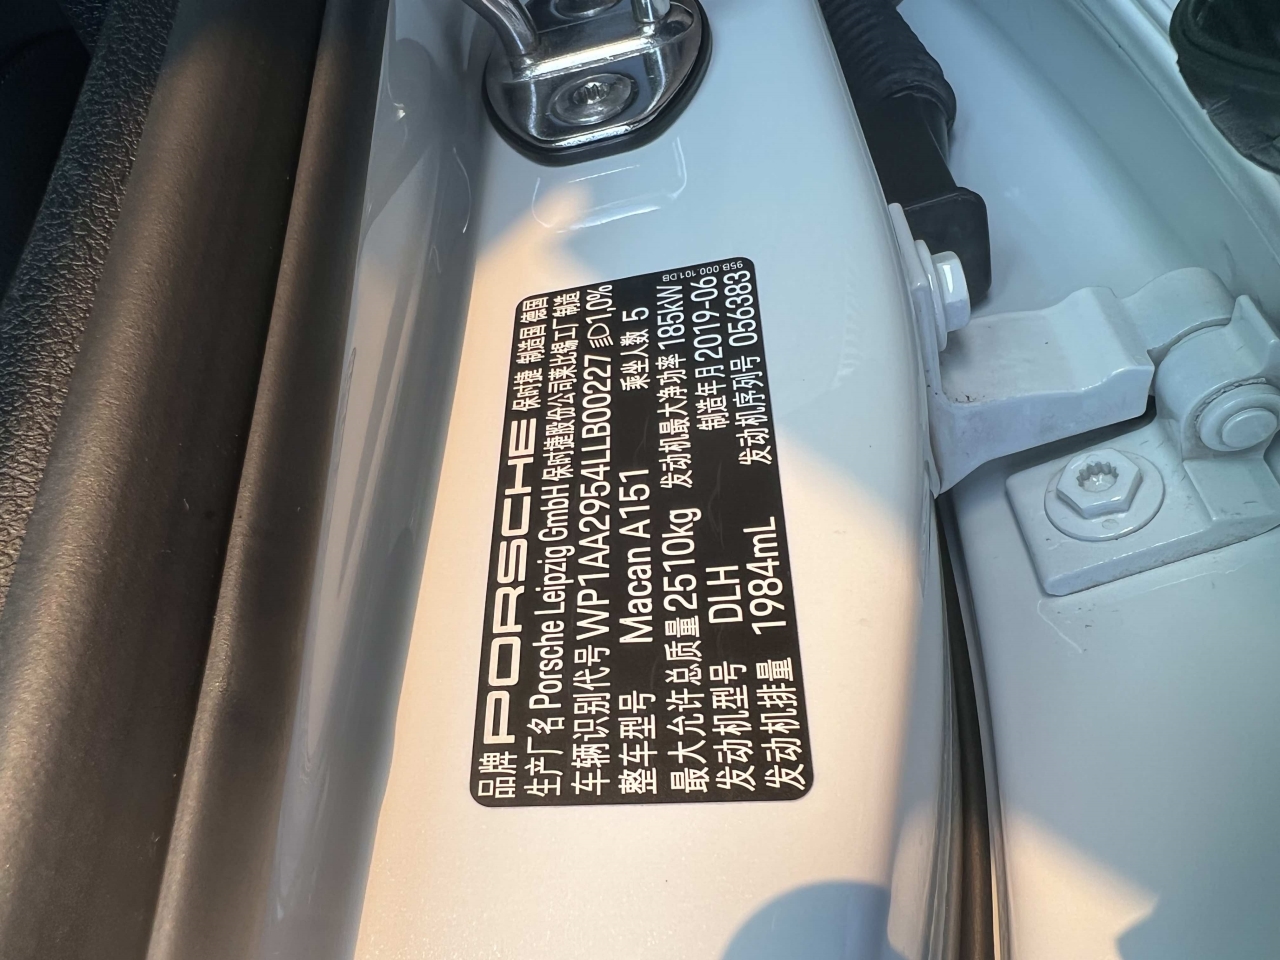 品牌 PORSCHE 保时捷 制造国 德国
生产厂名 Porsche Leipzig GmbH 保时捷股份公司莱比锡工厂制造
车辆识别代号 WP1AA2954LLB00227 1,0%
整车型号 Macan A151 乘坐人数 5
最大允许总质量 2510kg 发动机最大净功率 185kW
发动机型号 DLH 制造年月 2019-06
发动机排量 1984mL 发动机序列号 056383
95B.000.101.DB